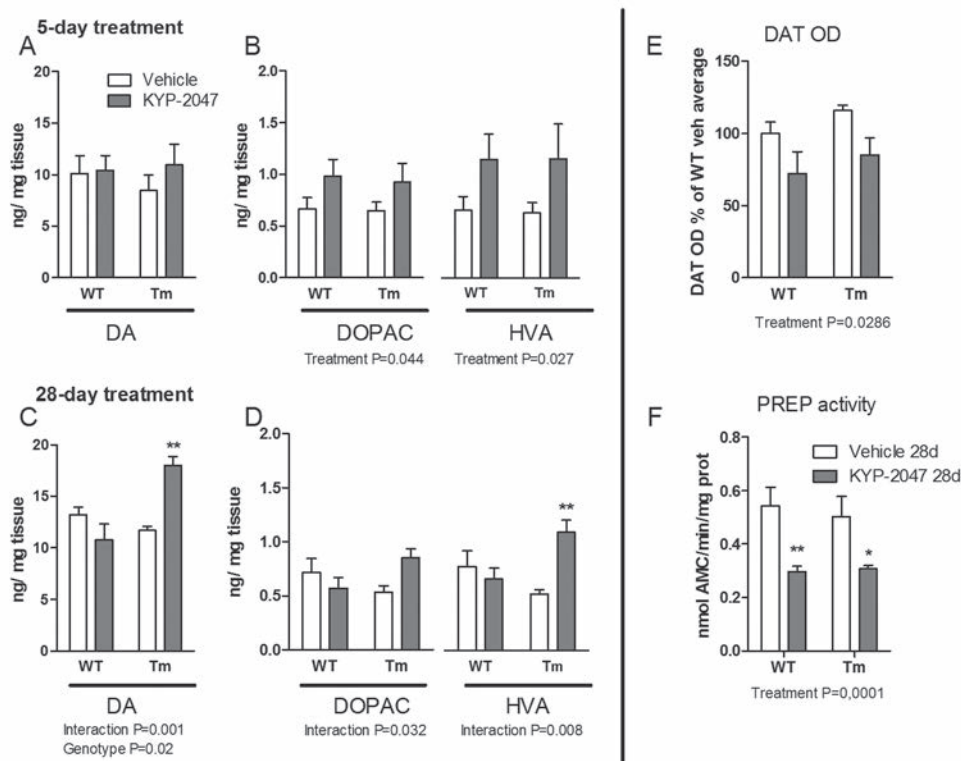 5-day treatment
A
20
15
10
5
0
ng/ mg tissue
Vehicle
KYP-2047
WT
Tm
DA
B
2.0
1.5
1.0
0.5
0.0
ng/ mg tissue
WT
Tm
WT
Tm
DOPAC
HVA
Treatment P=0.044
Treatment P=0.027
28-day treatment
C
20
15
10
5
0
ng/ mg tissue
**
WT
Tm
DA
Interaction P=0.001
Genotype P=0.02
D
2.0
1.5
1.0
0.5
0.0
ng/ mg tissue
**
WT
Tm
WT
Tm
DOPAC
HVA
Interaction P=0.032
Interaction P=0.008
E
DAT OD
150
100
50
0
DAT OD % of WT veh average
WT
Tm
Treatment P=0.0286
F
PREP activity
0.8
0.6
0.4
0.2
0.0
nmol AMC/min/mg prot
Vehicle 28d
KYP-2047 28d
**
*
WT
Tm
Treatment P=0,0001